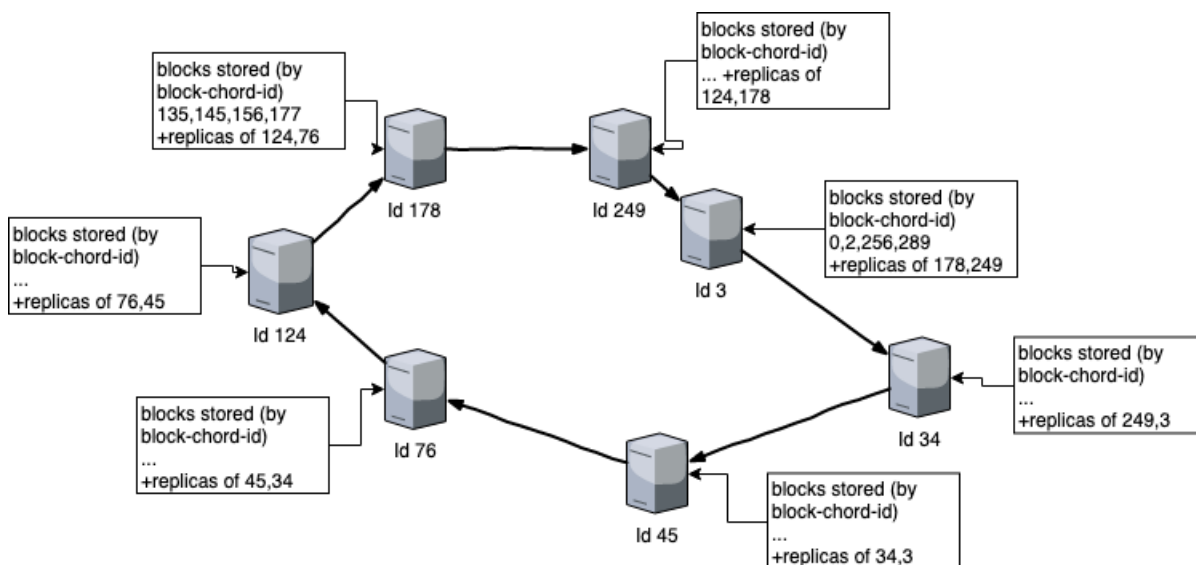 blocks stored (by
block-chord-id)
135,145,156,177
+replicas of 124,76
blocks stored (by
block-chord-id)
... +replicas of
124,178
Id 178
Id 249
blocks stored (by
block-chord-id)
0,2,256,289
+replicas of 178,249
Id 3
blocks stored (by
block-chord-id)
...
+replicas of 76,45
Id 124
blocks stored (by
block-chord-id)
...
+replicas of 249,3
Id 34
blocks stored (by
block-chord-id)
...
+replicas of 45,34
Id 76
blocks stored (by
block-chord-id)
...
+replicas of 34,3
Id 45